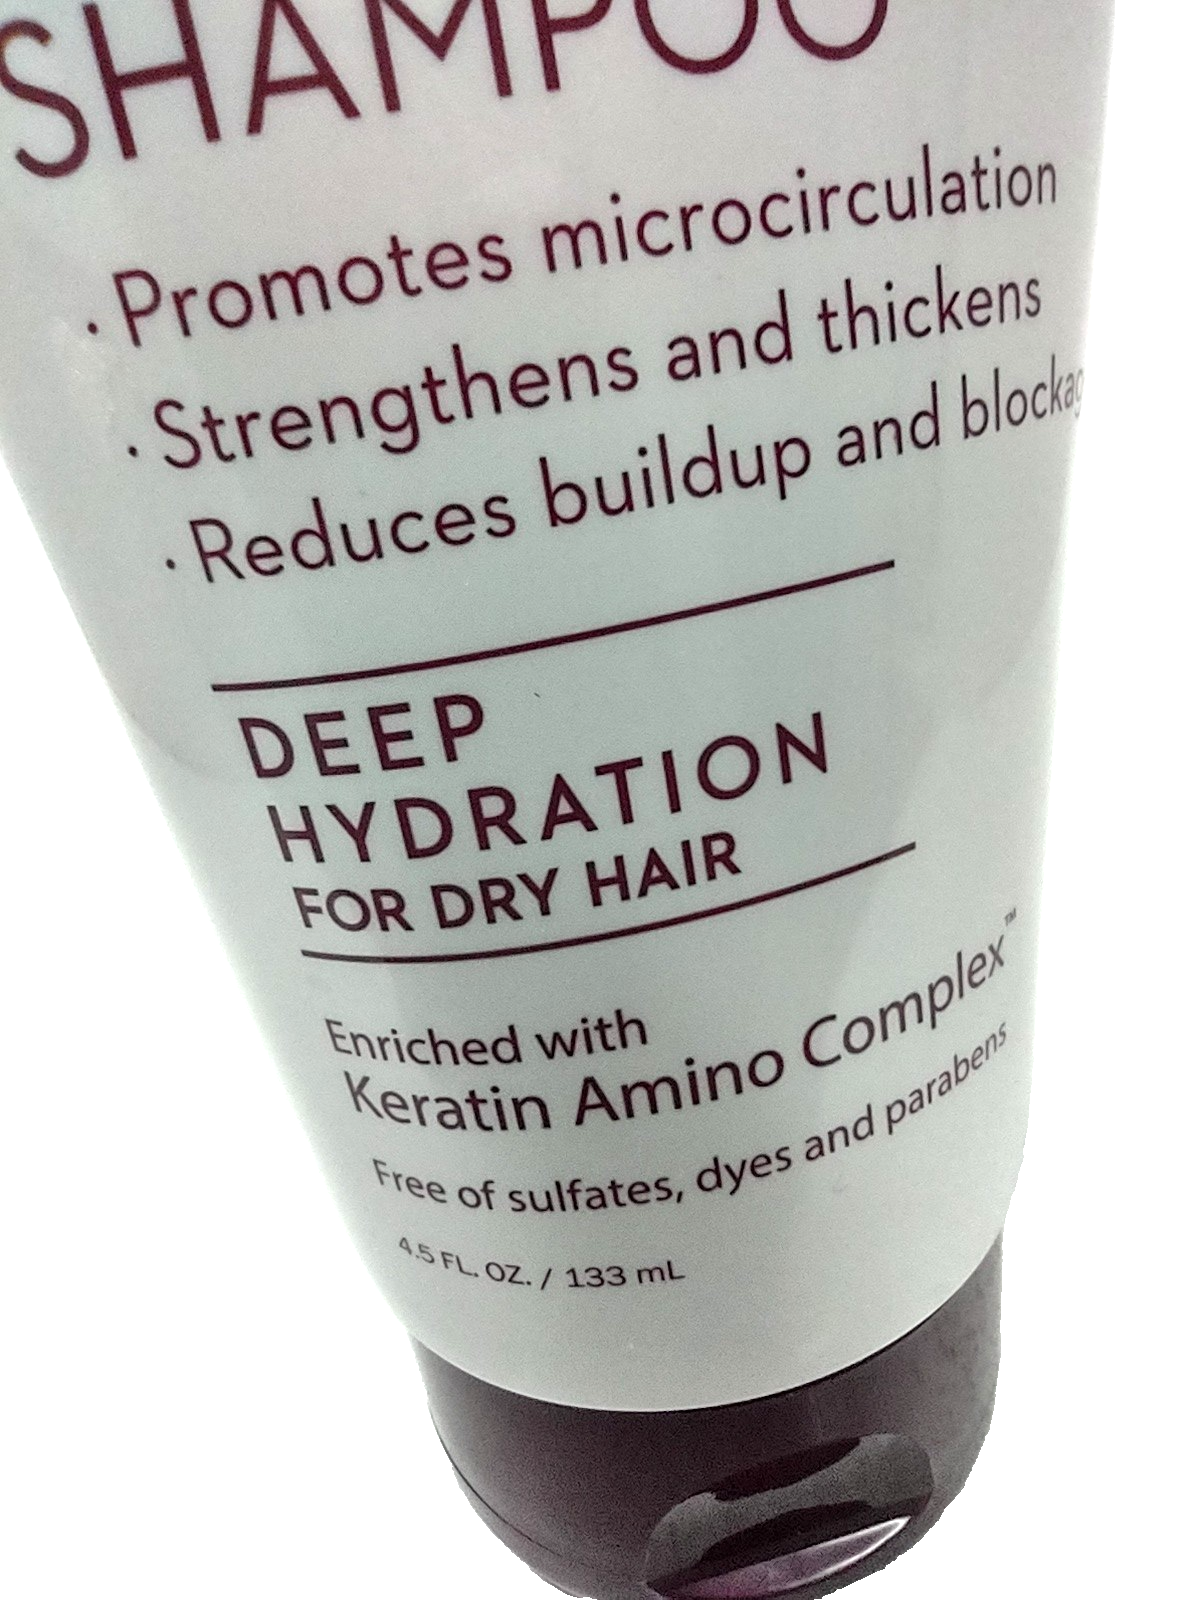 SHAMPOO
· Promotes microcirculation
· Strengthens and thickens
· Reduces buildup and
DEEP
HYDRATION
FOR DRY HAIR
Enriched with
Keratin Amino Complex™
Free of sulfates, dyes and parabens
4.5 FL. OZ. / 133 mL